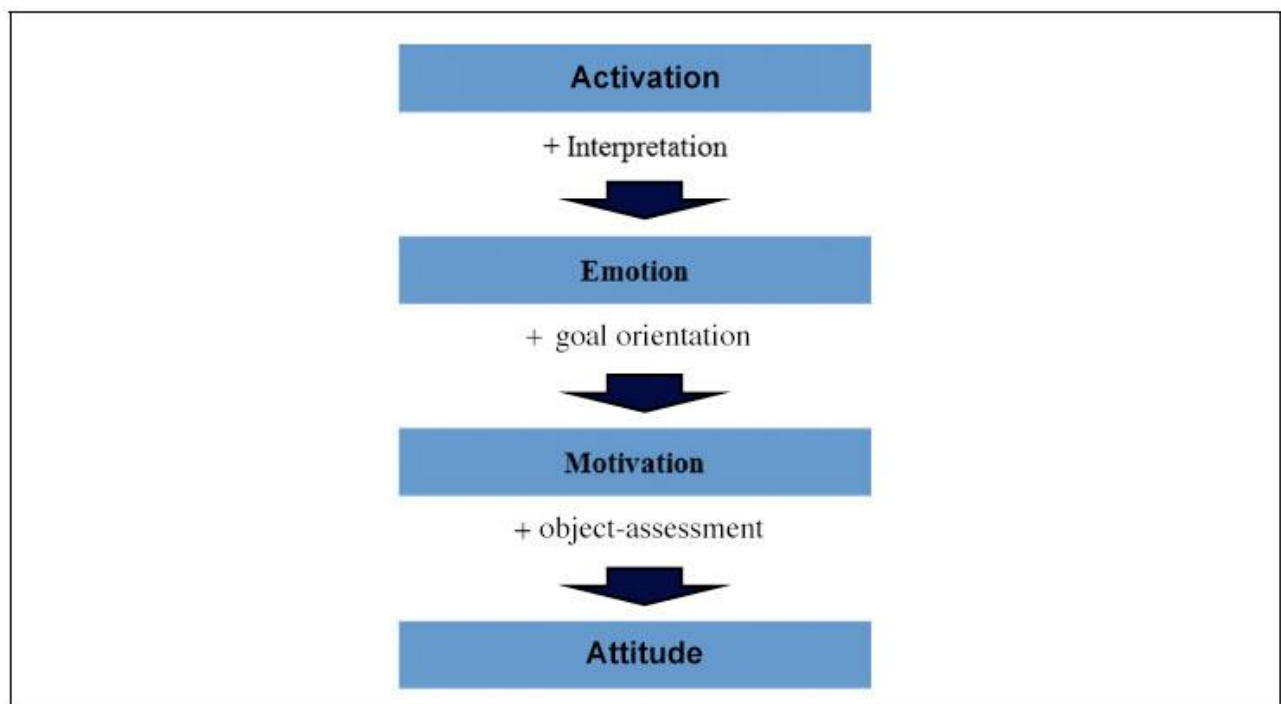 Activation
+ Interpretation
Emotion
+ goal orientation
Motivation
+ object-assessment
Attitude